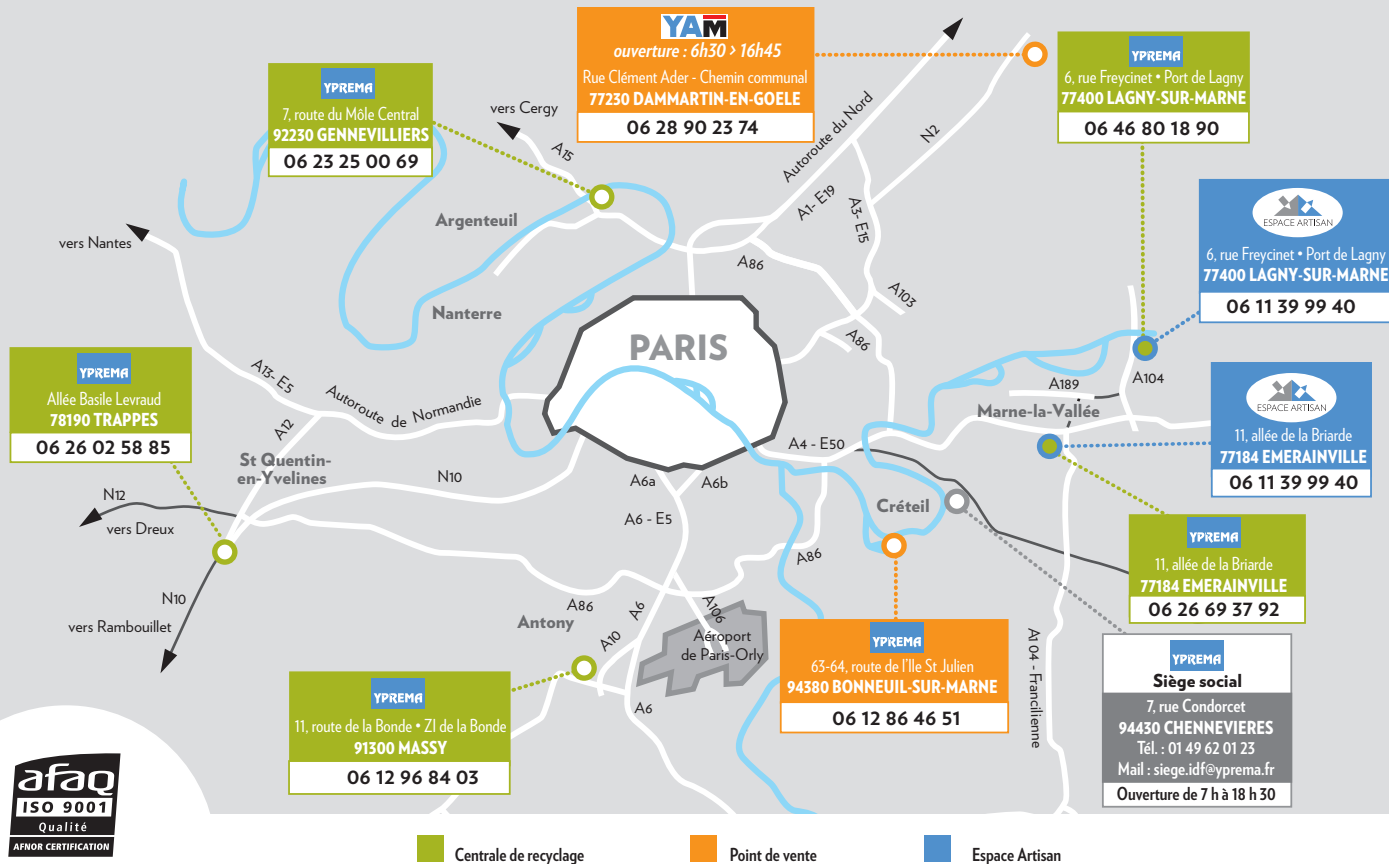 YAM
ouverture : 6h30 > 16h45
Rue Clément Ader - Chemin communal
77230 DAMMARTIN-EN-GOELE
06 28 90 23 74
YPREMA
6, rue Freycinet • Port de Lagny
77400 LAGNY-SUR-MARNE
06 46 80 18 90
YPREMA
7, route du Môle Central
92230 GENNEVILLIERS
06 23 25 00 69
vers Cergy
A15
Autoroute du Nord
A1- E19
N2
A3- E15
Argenteuil
vers Nantes
A86
A103
ESPACE ARTISAN
6, rue Freycinet • Port de Lagny
77400 LAGNY-SUR-MARNE
06 11 39 99 40
Nanterre
PARIS
A86
YPREMA
Allée Basile Levraud
78190 TRAPPES
06 26 02 58 85
A13- E5
Autoroute de Normandie
A12
A189
A104
Marne-la-Vallée
ESPACE ARTISAN
11, allée de la Briarde
77184 EMERAINVILLE
06 11 39 99 40
St Quentin-
en-Yvelines
N10
A4 - E50
A6a
A6b
N12
vers Dreux
A6 - E5
Créteil
A86
YPREMA
11, allée de la Briarde
77184 EMERAINVILLE
06 26 69 37 92
N10
vers Rambouillet
A86
A6
A106
Antony
A10
Aéroport
de Paris-Orly
A6
YPREMA
63-64, route de l'Ile St Julien
94380 BONNEUIL-SUR-MARNE
06 12 86 46 51
A104 - Francilienne
YPREMA
Siège social
7, rue Condorcet
94430 CHENNEVIERES
Tél. : 01 49 62 01 23
Mail : siege.idf@yprema.fr
Ouverture de 7 h à 18 h 30
YPREMA
11, route de la Bonde • ZI de la Bonde
91300 MASSY
06 12 96 84 03
afaq
ISO 9001
Qualité
AFNOR CERTIFICATION
Centrale de recyclage
Point de vente
Espace Artisan